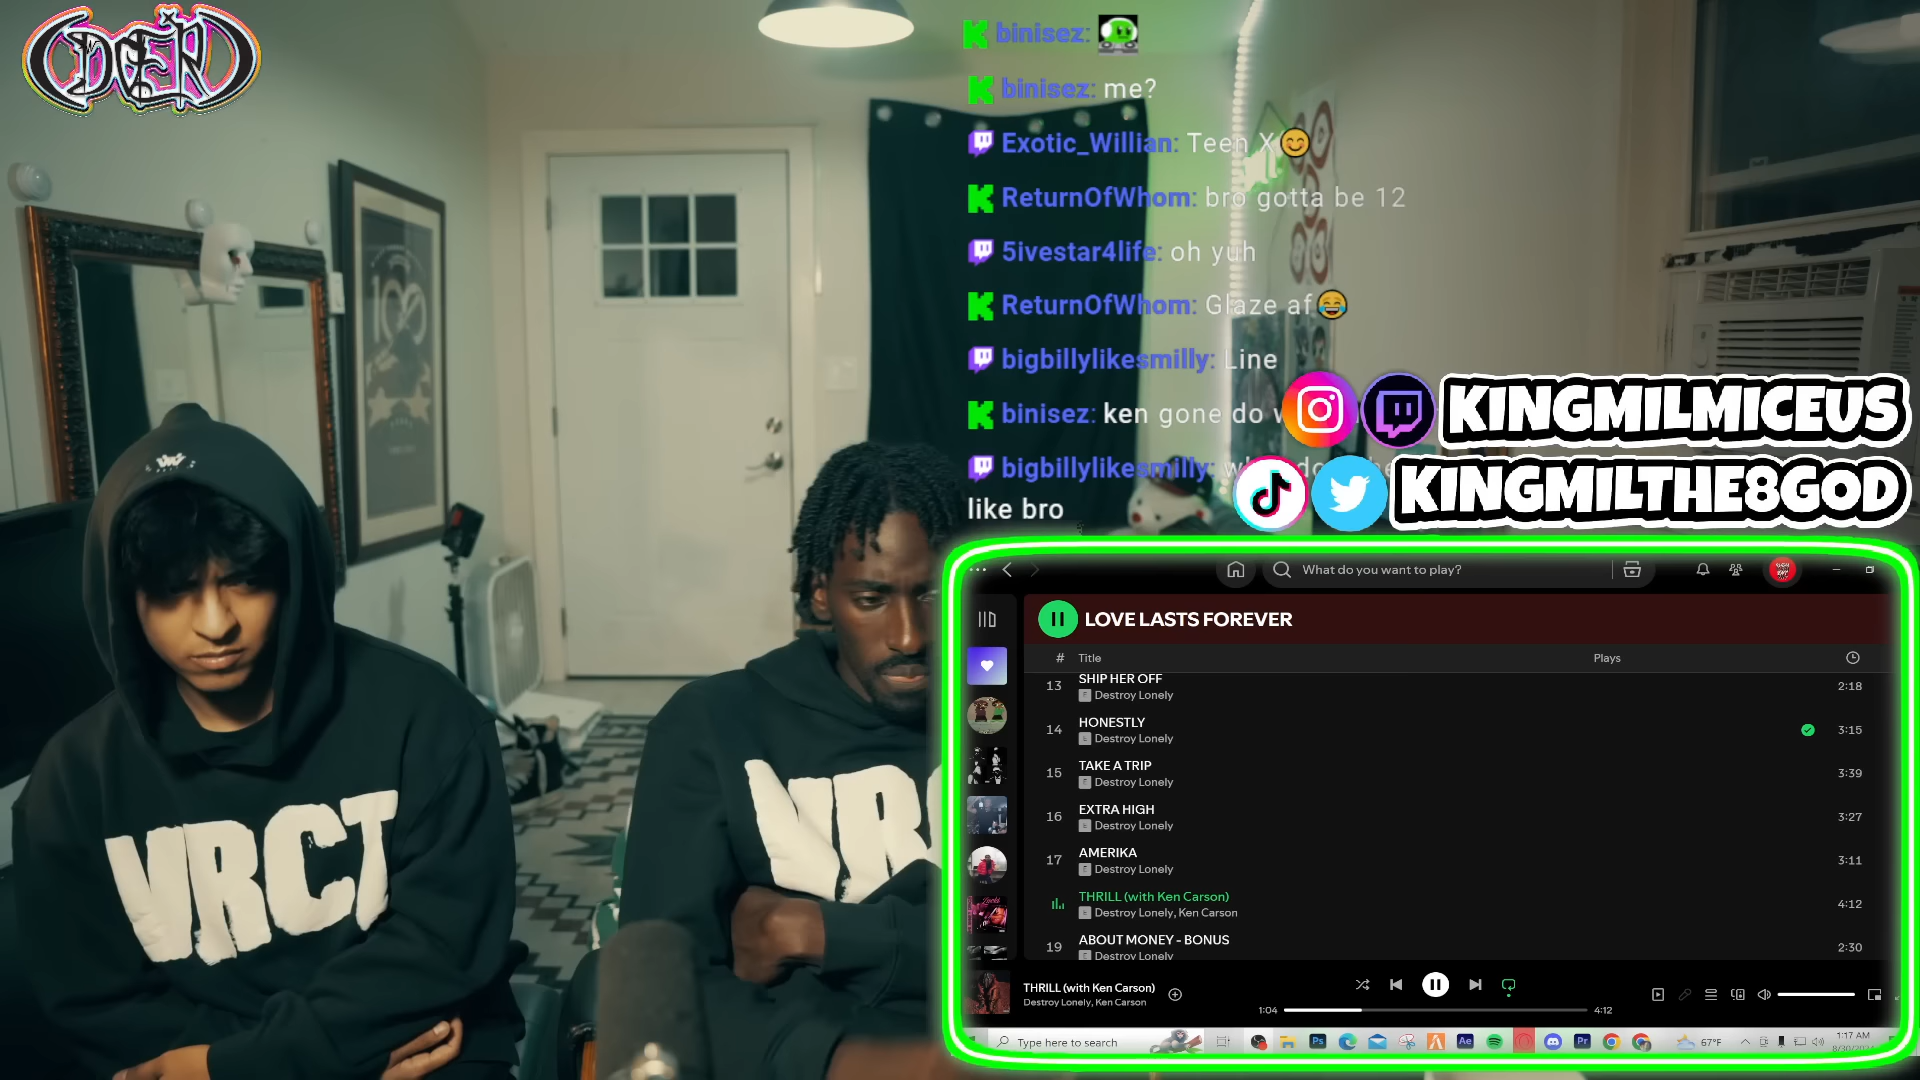 binisez:
binisez: me?
Exotic_Willian: Teen X😊
ReturnOfWhom: bro gotta be 12
5ivestar4life: oh yuh
ReturnOfWhom: Glaze af😂
bigbillylikesmilly: Line
binisez: ken gone do
bigbillylikesmilly:
like bro
KINGMILMICEUS
KINGMILTHE8GOD
VRCT
What do you want to play?
LOVE LASTS FOREVER
# Title Plays
13 SHIP HER OFF 2:18
E Destroy Lonely
14 HONESTLY 3:15
E Destroy Lonely
15 TAKE A TRIP 3:39
E Destroy Lonely
16 EXTRA HIGH 3:27
E Destroy Lonely
17 AMERIKA 3:11
E Destroy Lonely
THRILL (with Ken Carson) 4:12
E Destroy Lonely, Ken Carson
19 ABOUT MONEY - BONUS 2:30
E Destroy Lonely
THRILL (with Ken Carson)
Destroy Lonely, Ken Carson
1:04 4:12
Type here to search
Ps
Ae
Pr
67°F
1:17 AM